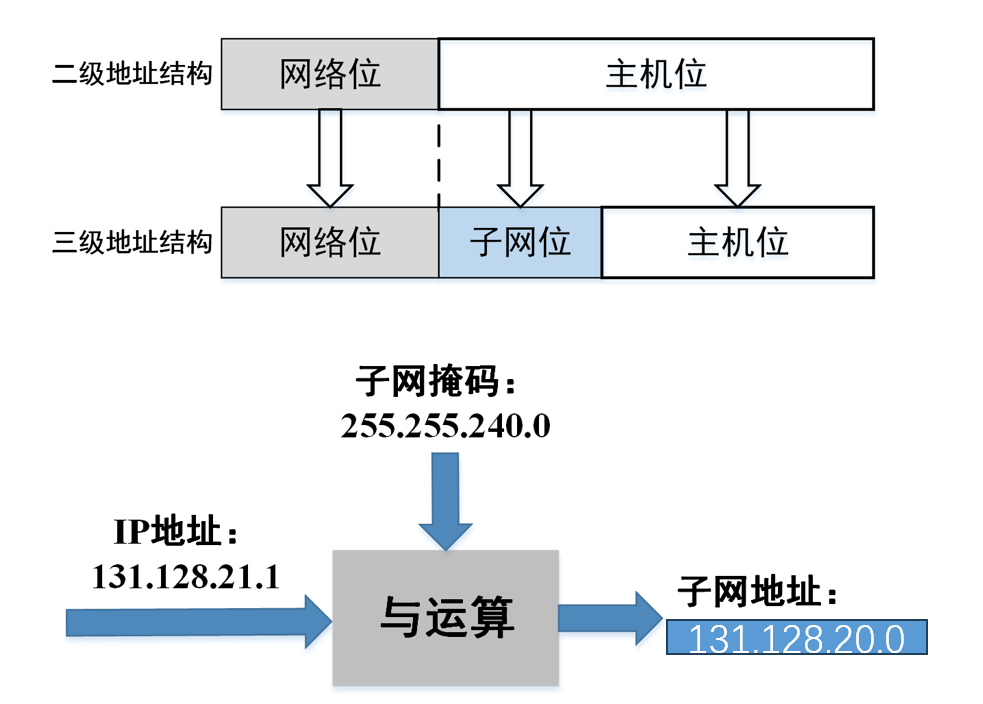 二级地址结构
网络位
主机位
三级地址结构
网络位
子网位
主机位
子网掩码：
255.255.240.0
IP地址：
131.128.21.1
与运算
子网地址：
131.128.20.0